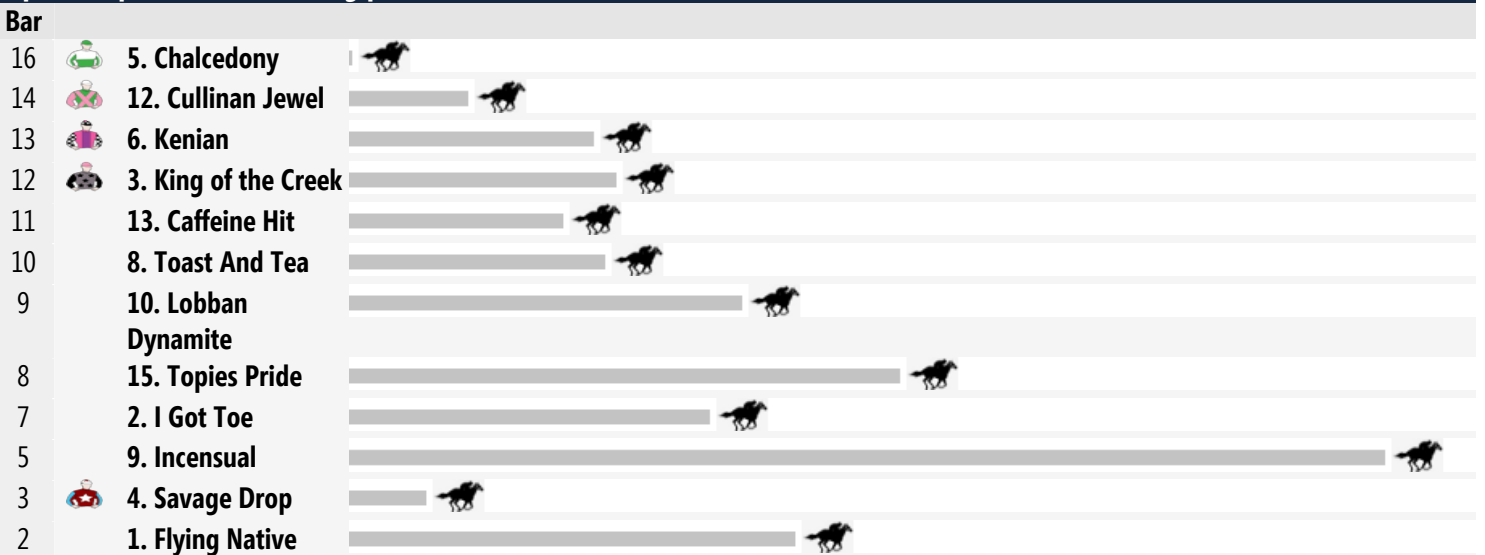 Bar
16 5. Chalcedony
14 12. Cullinan Jewel
13 6. Kenian
12 3. King of the Creek
11 13. Caffeine Hit
10 8. Toast And Tea
9 10. Lobban
Dynamite
8 15. Topies Pride
7 2. I Got Toe
5 9. Incensual
3 4. Savage Drop
2 1. Flying Native